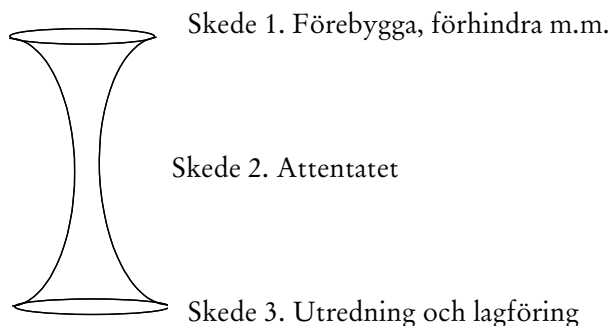 Skede 1. Förebygga, förhindra m.m.
Skede 2. Attentatet
Skede 3. Utredning och lagföring